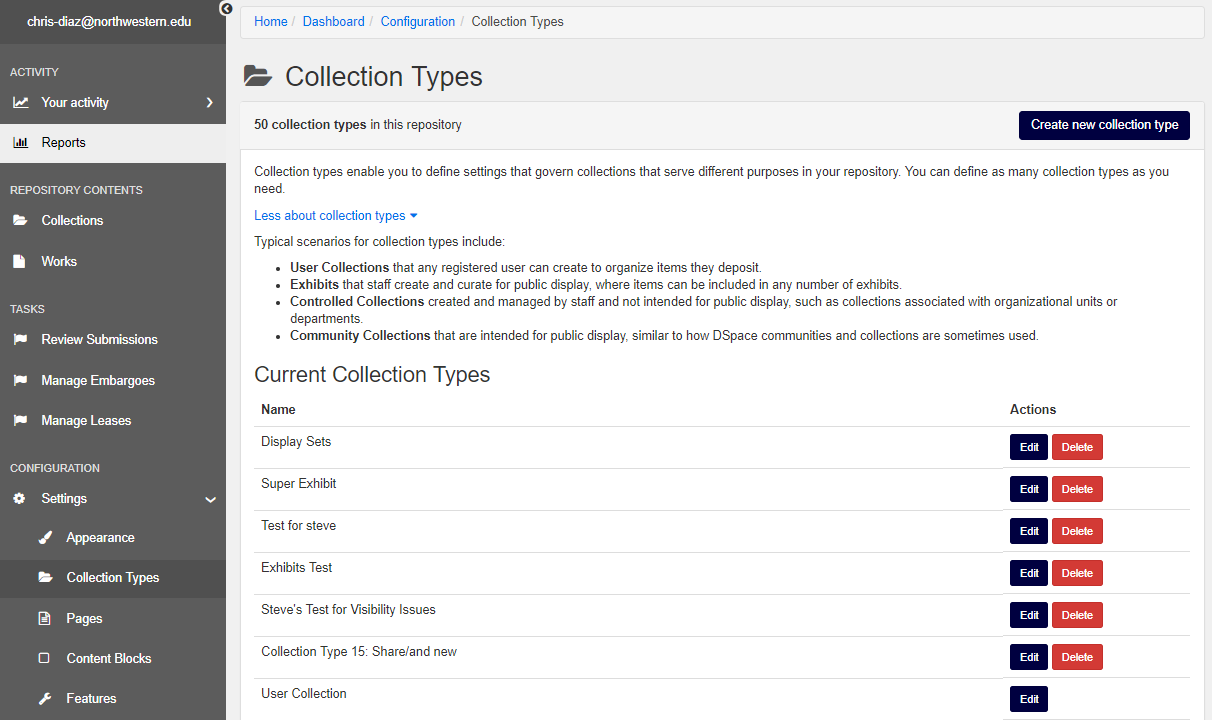 chris-diaz@northwestern.edu
ACTIVITY
Your activity
Reports
REPOSITORY CONTENTS
Collections
Works
TASKS
Review Submissions
Manage Embargoes
Manage Leases
CONFIGURATION
Settings
Appearance
Collection Types
Pages
Content Blocks
Features
Home / Dashboard / Configuration / Collection Types
Collection Types
50 collection types in this repository
Create new collection type
Collection types enable you to define settings that govern collections that serve different purposes in your repository. You can define as many collection types as you
need.
Less about collection types
Typical scenarios for collection types include:
• User Collections that any registered user can create to organize items they deposit.
• Exhibits that staff create and curate for public display, where items can be included in any number of exhibits.
• Controlled Collections created and managed by staff and not intended for public display, such as collections associated with organizational units or
departments.
• Community Collections that are intended for public display, similar to how DSpace communities and collections are sometimes used.
Current Collection Types
Name Actions
Display Sets Edit Delete
Super Exhibit Edit Delete
Test for steve Edit Delete
Exhibits Test Edit Delete
Steve's Test for Visibility Issues Edit Delete
Collection Type 15: Share/and new Edit Delete
User Collection Edit